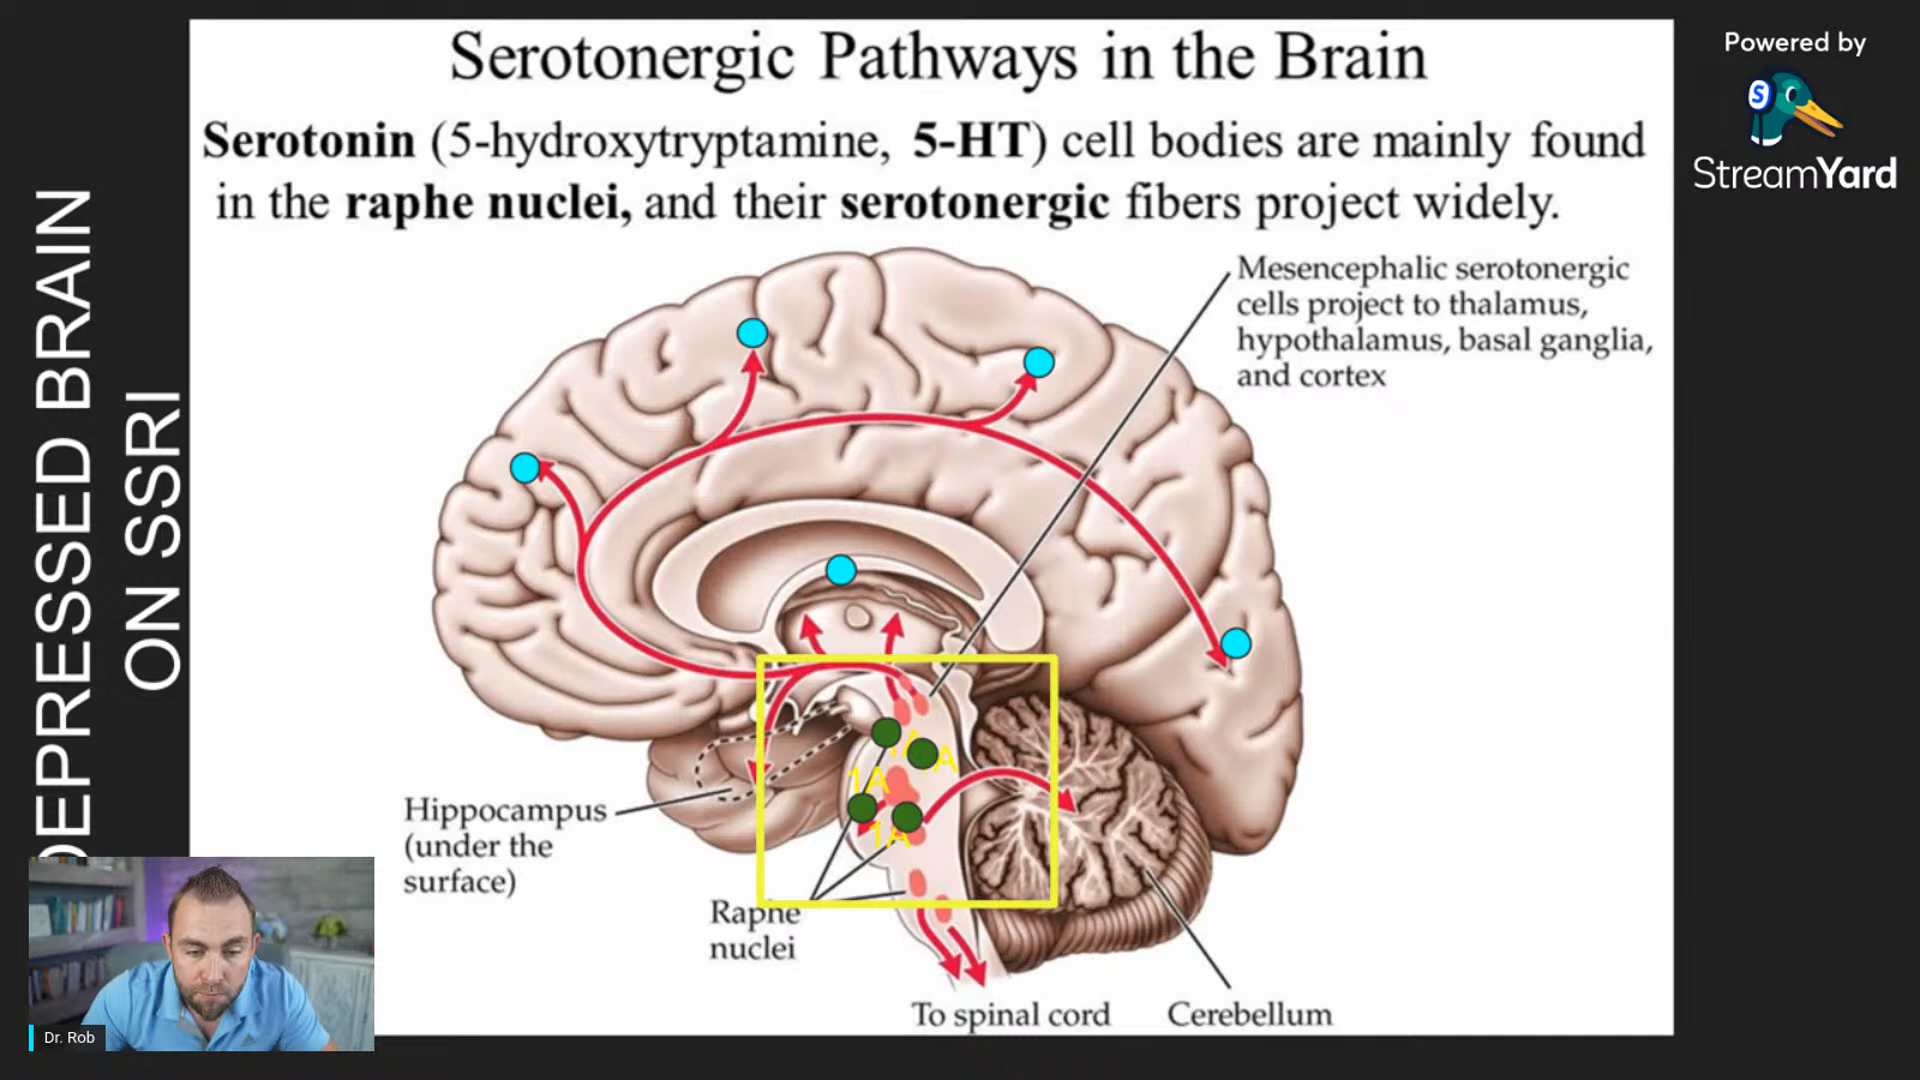 Serotonergic Pathways in the Brain
Serotonin (5-hydroxytryptamine, 5-HT) cell bodies are mainly found
in the raphe nuclei, and their serotonergic fibers project widely.
Powered by
S
StreamYard
DEPRESSED BRAIN
ON SSRI
Mesencephalic serotonergic
cells project to thalamus,
hypothalamus, basal ganglia,
and cortex
1A
A
1A
1A
Hippocampus
(under the
surface)
Raphe
nuclei
To spinal cord
Cerebellum
Dr. Rob